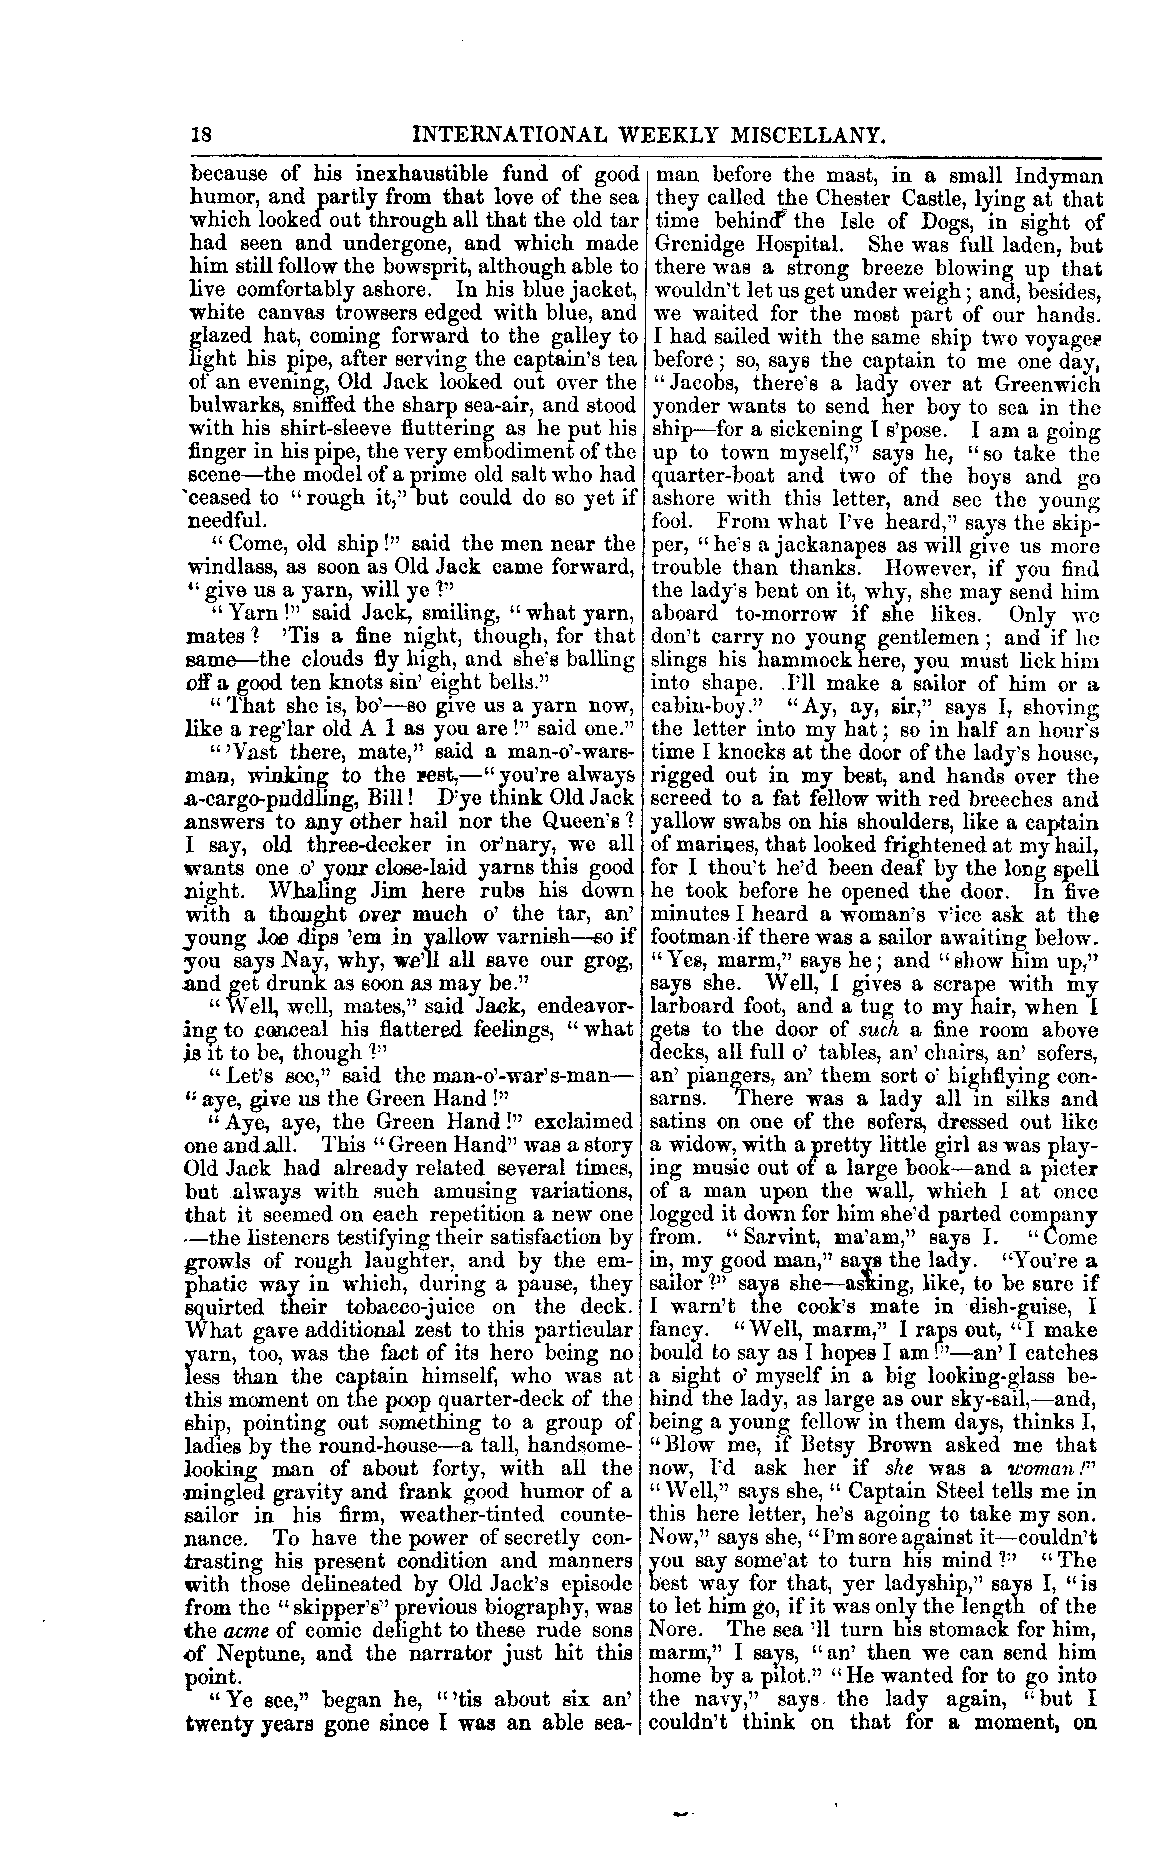 18 INTERNATIONAL WEEKLY MISCELLANY.
because of his inexhaustible fund of good
humor, and partly from that love of the sea
which looked out through all that the old tar
had seen and undergone, and which made
him still follow the bowsprit, although able to
live comfortably ashore. In his blue jacket,
white canvas trowsers edged with blue, and
glazed hat, coming forward to the galley to
light his pipe, after serving the captain's tea
of an evening, Old Jack looked out over the
bulwarks, sniffed the sharp sea-air, and stood
with his shirt-sleeve fluttering as he put his
finger in his pipe, the very embodiment of the
scene—the model of a prime old salt who had
ceased to "rough it," but could do so yet if
needful.
"Come, old ship!" said the men near the
windlass, as soon as Old Jack came forward,
"give us a yarn, will ye?"
"Yarn!" said Jack, smiling, "what yarn,
mates? 'Tis a fine night, though, for that
same—the clouds fly high, and she's balling
off a good ten knots sin' eight bells."
"That she is, bo'—so give us a yarn now,
like a reg'lar old A 1 as you are!" said one."
"'Vast there, mate," said a man-o'-wars-
man, winking to the rest,—"you're always
a-cargo-puddling, Bill! D'ye think Old Jack
answers to any other hail nor the Queen's?
I say, old three-decker in or'nary, we all
wants one o' your close-laid yarns this good
night. Whaling Jim here rubs his down
with a thought over much o' the tar, an'
young Joe dips 'em in yallow varnish—so if
you says Nay, why, we'll all save our grog,
and get drunk as soon as may be."
"Well, well, mates," said Jack, endeavor-
ing to conceal his flattered feelings, "what
is it to be, though?"
"Let's see," said the man-o'-war's-man—
"aye, give us the Green Hand!"
"Aye, aye, the Green Hand!" exclaimed
one and all. This "Green Hand" was a story
Old Jack had already related several times,
but always with such amusing variations,
that it seemed on each repetition a new one
—the listeners testifying their satisfaction by
growls of rough laughter, and by the em-
phatic way in which, during a pause, they
squirted their tobacco-juice on the deck.
What gave additional zest to this particular
yarn, too, was the fact of its hero being no
less than the captain himself, who was at
this moment on the poop quarter-deck of the
ship, pointing out something to a group of
ladies by the round-house—a tall, handsome-
looking man of about forty, with all the
mingled gravity and frank good humor of a
sailor in his firm, weather-tinted counte-
nance. To have the power of secretly con-
trasting his present condition and manners
with those delineated by Old Jack's episode
from the "skipper's" previous biography, was
the acme of comic delight to these rude sons
of Neptune, and the narrator just hit this
point.
"Ye see," began he, "'tis about six an'
twenty years gone since I was an able sea-
man before the mast, in a small Indyman
they called the Chester Castle, lying at that
time behind the Isle of Dogs, in sight of
Grenidge Hospital. She was full laden, but
there was a strong breeze blowing up that
wouldn't let us get under weigh; and, besides,
we waited for the most part of our hands.
I had sailed with the same ship two voyages
before; so, says the captain to me one day,
"Jacobs, there's a lady over at Greenwich
yonder wants to send her boy to sea in the
ship—for a sickening I s'pose. I am a going
up to town myself," says he, "so take the
quarter-boat and two of the boys and go
ashore with this letter, and see the young
fool. From what I've heard," says the skip-
per, "he's a jackanapes as will give us more
trouble than thanks. However, if you find
the lady's bent on it, why, she may send him
aboard to-morrow if she likes. Only we
don't carry no young gentlemen; and if he
slings his hammock here, you must lick him
into shape. I'll make a sailor of him or a
cabin-boy." "Ay, ay, sir," says I, shoving
the letter into my hat; so in half an hour's
time I knocks at the door of the lady's house,
rigged out in my best, and hands over the
screed to a fat fellow with red breeches and
yallow swabs on his shoulders, like a captain
of marines, that looked frightened at my hail,
for I thou't he'd been deaf by the long spell
he took before he opened the door. In five
minutes I heard a woman's v'ice ask at the
footman if there was a sailor awaiting below.
"Yes, marm," says he; and "show him up,"
says she. Well, I gives a scrape with my
larboard foot, and a tug to my hair, when I
gets to the door of such a fine room above
decks, all full o' tables, an' chairs, an' sofers,
an' piangers, an' them sort o' highflying con-
sarns. There was a lady all in silks and
satins on one of the sofers, dressed out like
a widow, with a pretty little girl as was play-
ing music out of a large book—and a picter
of a man upon the wall, which I at once
logged it down for him she'd parted company
from. "Sarvint, ma'am," says I. "Come
in, my good man," says the lady. "You're a
sailor?" says she—asking, like, to be sure if
I warn't the cook's mate in dish-guise, I
fancy. "Well, marm," I raps out, "I make
bould to say as I hopes I am!"—an' I catches
a sight o' myself in a big looking-glass be-
hind the lady, as large as our sky-sail,—and,
being a young fellow in them days, thinks I,
"Blow me, if Betsy Brown asked me that
now, I'd ask her if she was a woman!"
"Well," says she, "Captain Steel tells me in
this here letter, he's agoing to take my son.
Now," says she, "I'm sore against it—couldn't
you say some'at to turn his mind?" "The
best way for that, yer ladyship," says I, "is
to let him go, if it was only the length of the
Nore. The sea 'll turn his stomack for him,
marm," I says, "an' then we can send him
home by a pilot." "He wanted for to go into
the navy," says the lady again, "but I
couldn't think on that for a moment, on